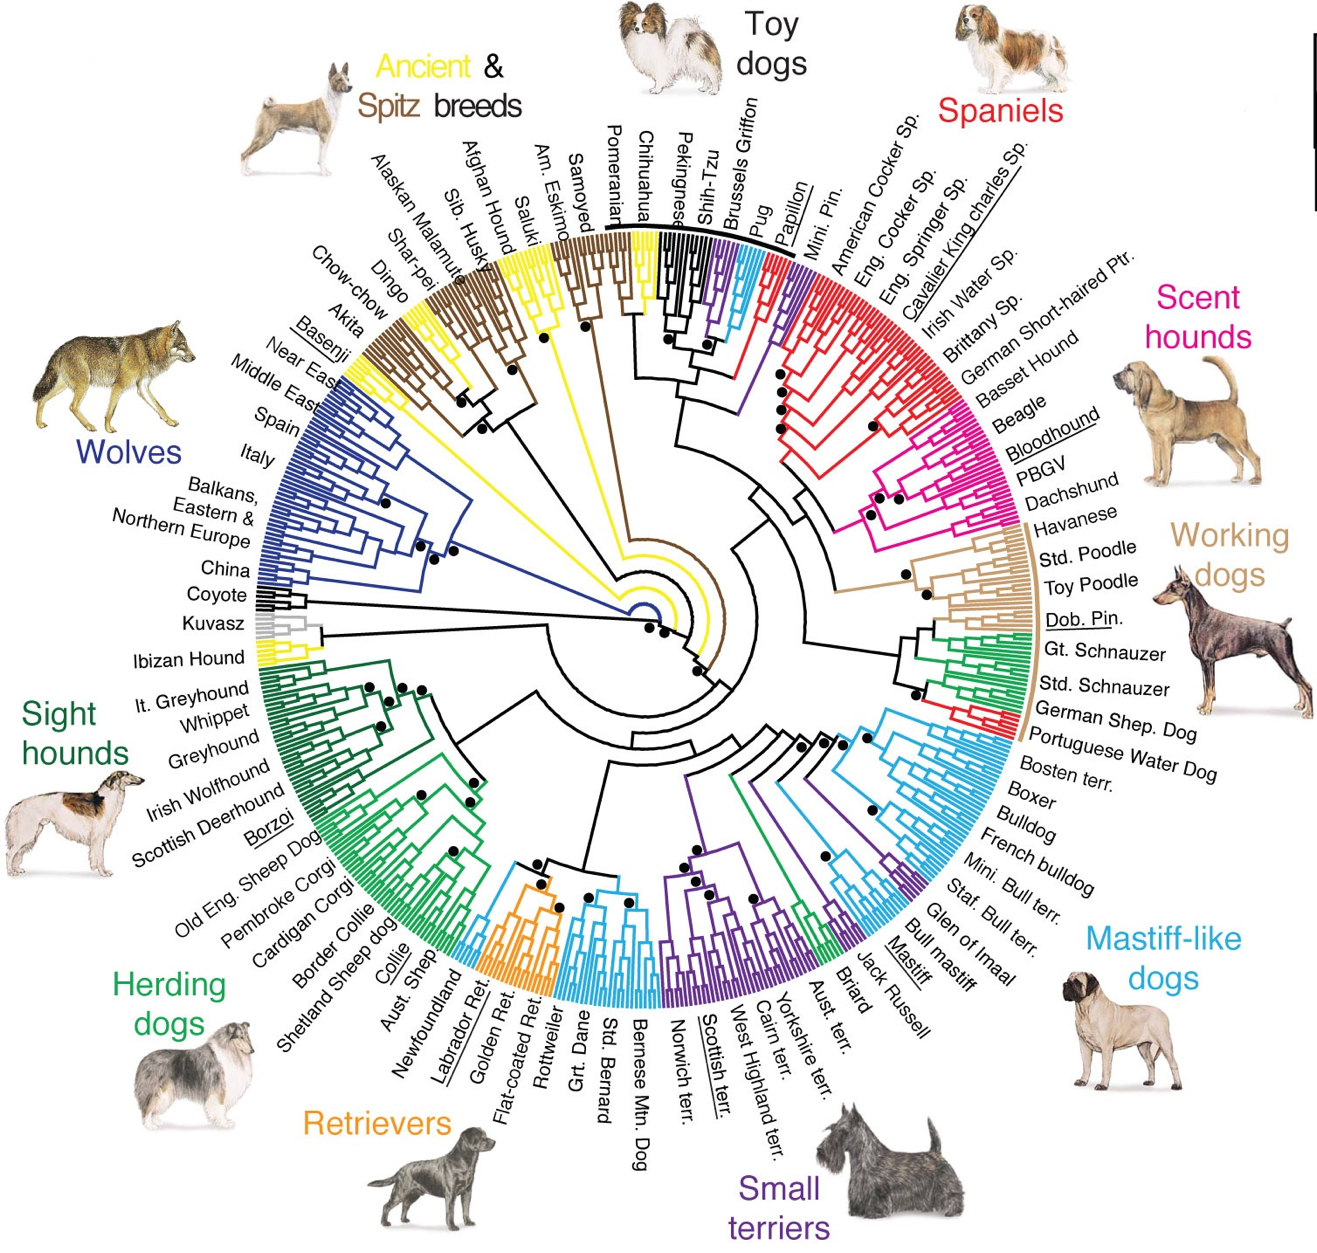 Toy
dogs
Ancient &
Spitz breeds
Spaniels
Scent
hounds
Working
dogs
Mastiff-like
dogs
Small
terriers
Retrievers
Herding
dogs
Sight
hounds
Wolves
Pomeranian
Chihuahua
Pekingnese
Shih-Tzu
Brussels Griffon
Pug
Papillon
Mini. Pin.
American Cocker Sp.
Eng. Cocker Sp.
Eng. Springer Sp.
Cavalier King charles Sp.
Irish Water Sp.
Brittany Sp.
German Short-haired Ptr.
Basset Hound
Beagle
Bloodhound
PBGV
Dachshund
Havanese
Std. Poodle
Toy Poodle
Dob. Pin.
Gt. Schnauzer
Std. Schnauzer
German Shep. Dog
Portuguese Water Dog
Bosten terr.
Boxer
Bulldog
French bulldog
Mini. Bull terr.
Staf. Bull terr.
Glen of Imaal
Bull mastiff
Mastiff
Jack Russell
Briard
Aust. terr.
Yorkshire terr.
Cairn terr.
West Highland terr.
Scottish terr.
Norwich terr.
Bernese Mtn. Dog
Std. Bernard
Grt. Dane
Rottweiler
Flat-coated Ret.
Golden Ret.
Labrador Ret.
Newfoundland
Aust. Shep
Collie
Shetland Sheep dog
Border Collie
Cardigan Corgi
Pembroke Corgi
Old Eng. Sheep Dog
Borzoi
Scottish Deerhound
Irish Wolfhound
Greyhound
Whippet
It. Greyhound
Ibizan Hound
Kuvasz
Coyote
China
Balkans,
Eastern &
Northern Europe
Italy
Spain
Middle East
Near East
Basenji
Akita
Chow-chow
Dingo
Shar-pei
Alaskan Malamute
Sib. Husky
Afghan Hound
Saluki
Am. Eskimo
Samoyed